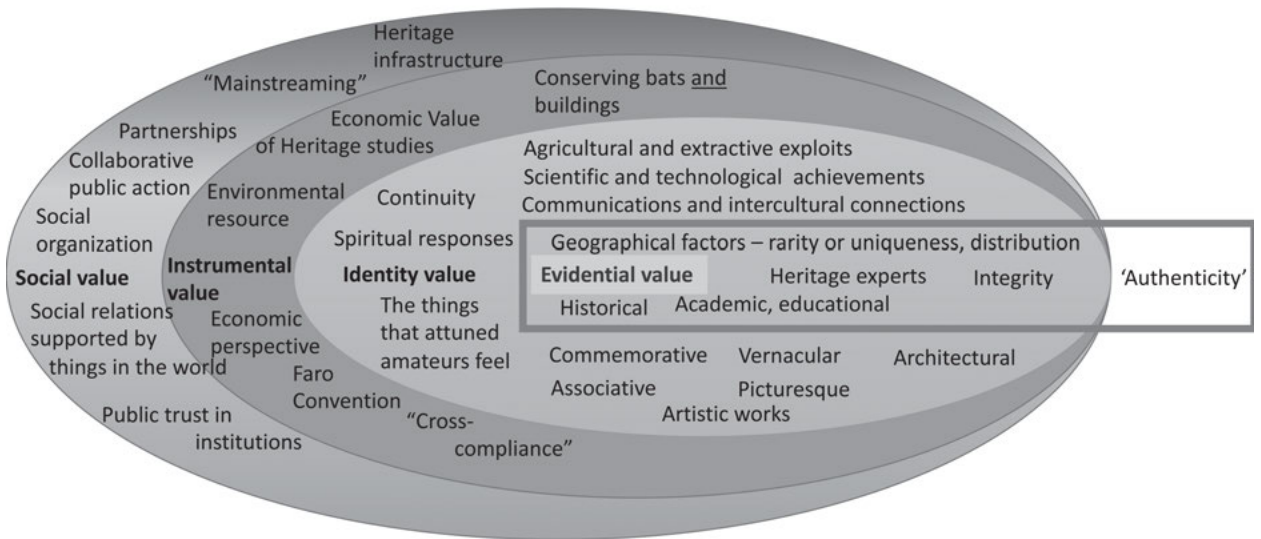 Heritage
infrastructure
“Mainstreaming”
Partnerships
Collaborative
public action
Social
organization
Social value
Social relations
supported by
things in the world
Public trust in
institutions
Conserving bats and
buildings
Economic Value
of Heritage studies
Environmental
resource
Instrumental
value
Economic
perspective
Faro
Convention
“Cross-
compliance”
Agricultural and extractive exploits
Scientific and technological achievements
Communications and intercultural connections
Continuity
Spiritual responses
Identity value
The things
that attuned
amateurs feel
Geographical factors – rarity or uniqueness, distribution
Evidential value
Heritage experts
Integrity
‘Authenticity’
Historical
Academic, educational
Commemorative
Vernacular
Architectural
Associative
Picturesque
Artistic works